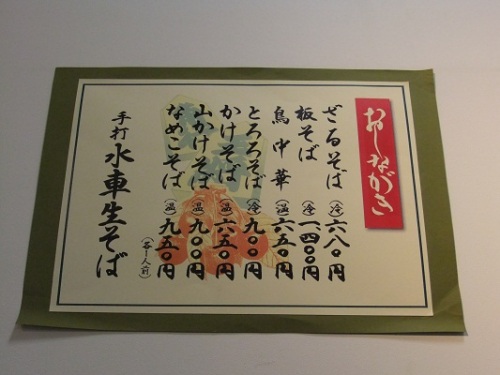 おしながき
ざるそば（冷）六八〇円
板そば（冷）一、四〇〇円
鳥中華（温）六五〇円
とろろそば（冷）九〇〇円
かけそば（温）六五〇円
山かけそば（温）九〇〇円
なめこそば（温）九五〇円
（各一人前）
手打水車生そば